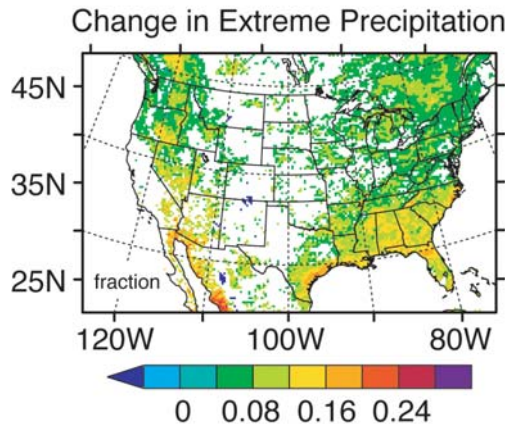 Change in Extreme Precipitation
45N
35N
25N
fraction
120W 100W 80W
0 0.08 0.16 0.24